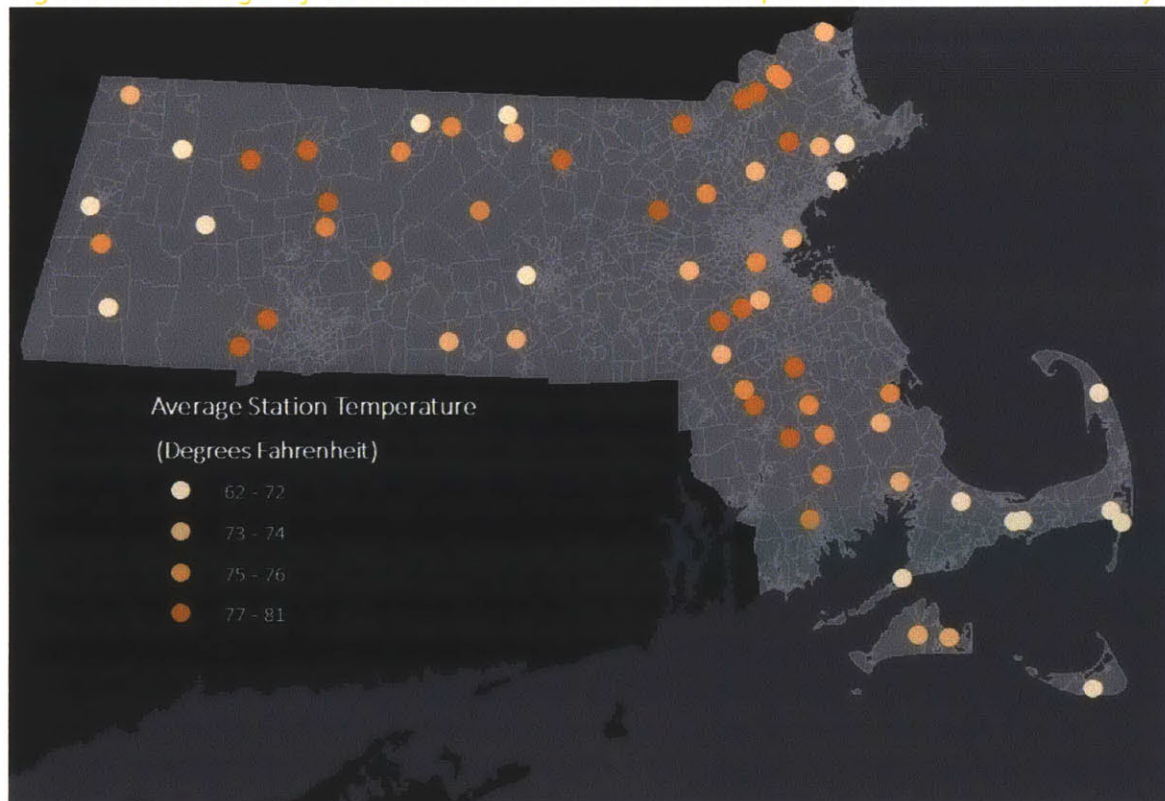 Average Station Temperature
(Degrees Fahrenheit)
62 - 72
73 - 74
75 - 76
77 - 81